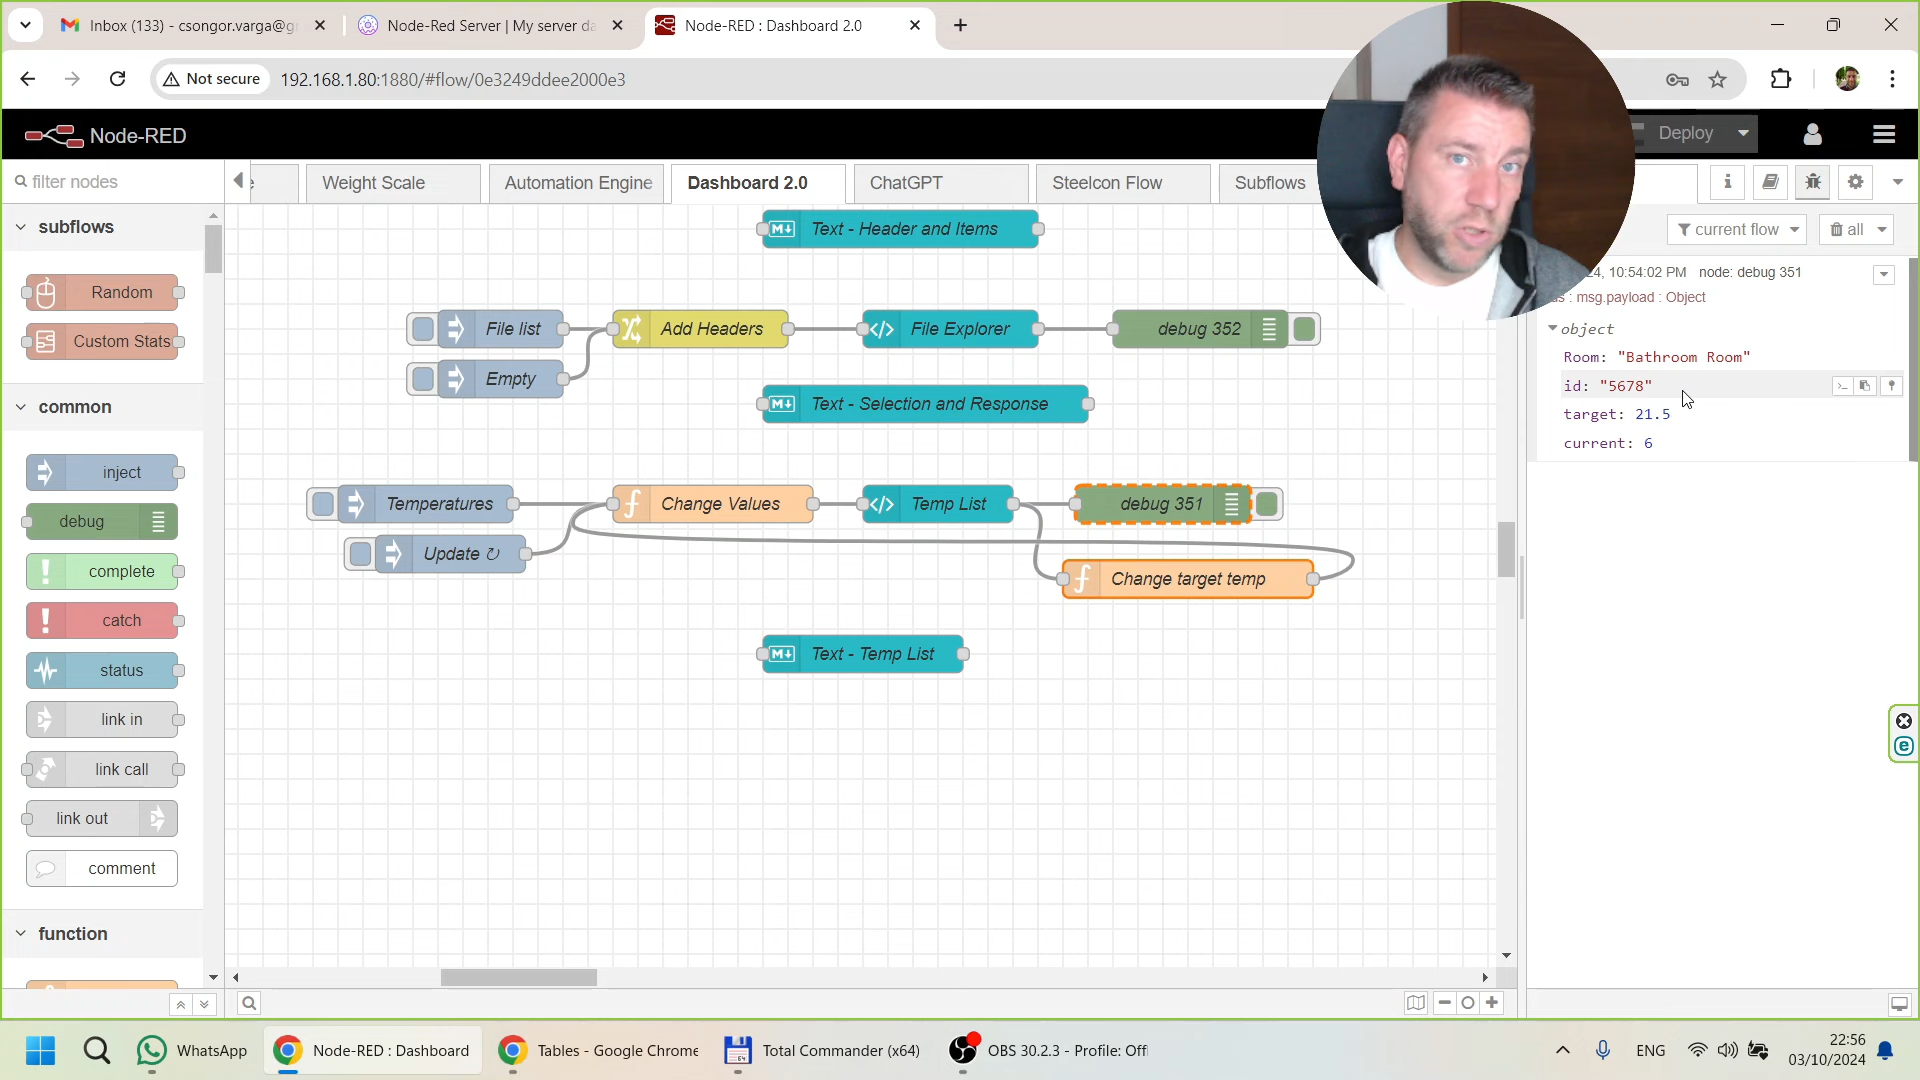 Inbox (133) - csongor.varga@g
Node-Red Server | My server da
Node-RED : Dashboard 2.0
Not secure
192.168.1.80:1880/#flow/0e3249ddee2000e3
Node-RED
Deploy
filter nodes
Weight Scale
Automation Engine
Dashboard 2.0
ChatGPT
Steelcon Flow
Subflows
subflows
Random
Custom Stats
common
inject
debug
complete
catch
status
link in
link call
link out
comment
function
Text - Header and Items
File list
Add Headers
File Explorer
debug 352
Empty
Text - Selection and Response
Temperatures
Change Values
Temp List
debug 351
Update ↻
Change target temp
Text - Temp List
current flow
all
24, 10:54:02 PM node: debug 351
: msg.payload : Object
object
Room: "Bathroom Room"
id: "5678"
target: 21.5
current: 6
WhatsApp
Node-RED : Dashboard
Tables - Google Chrome
Total Commander (x64)
OBS 30.2.3 - Profile: Off
ENG
22:56
03/10/2024